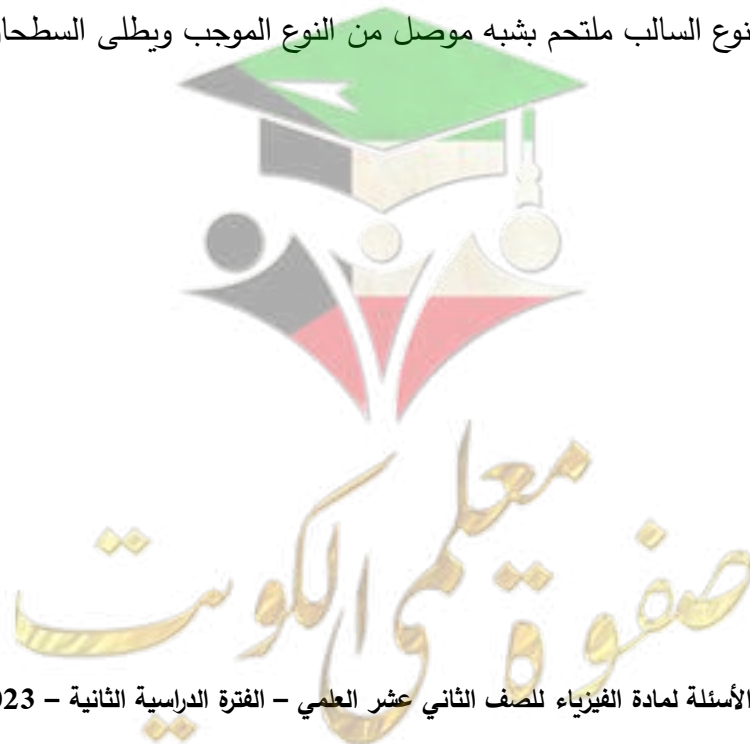 نوع السالب ملتحم بشبه موصل من النوع الموجب ويطلى السطحا
صفوة معلمى الكويت
الأسئلة لمادة الفيزياء للصف الثاني عشر العلمي – الفترة الدراسية الثانية – 023